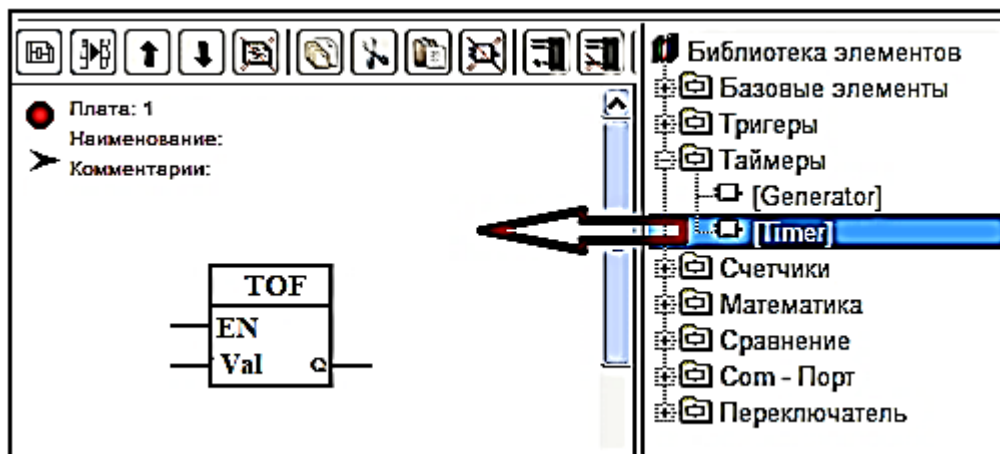 Плата: 1
Наименование:
Комментарии:
TOF
EN
Val Q
Библиотека элементов
Базовые элементы
Тригеры
Таймеры
[Generator]
[Timer]
Счетчики
Математика
Сравнение
Com - Порт
Переключатель